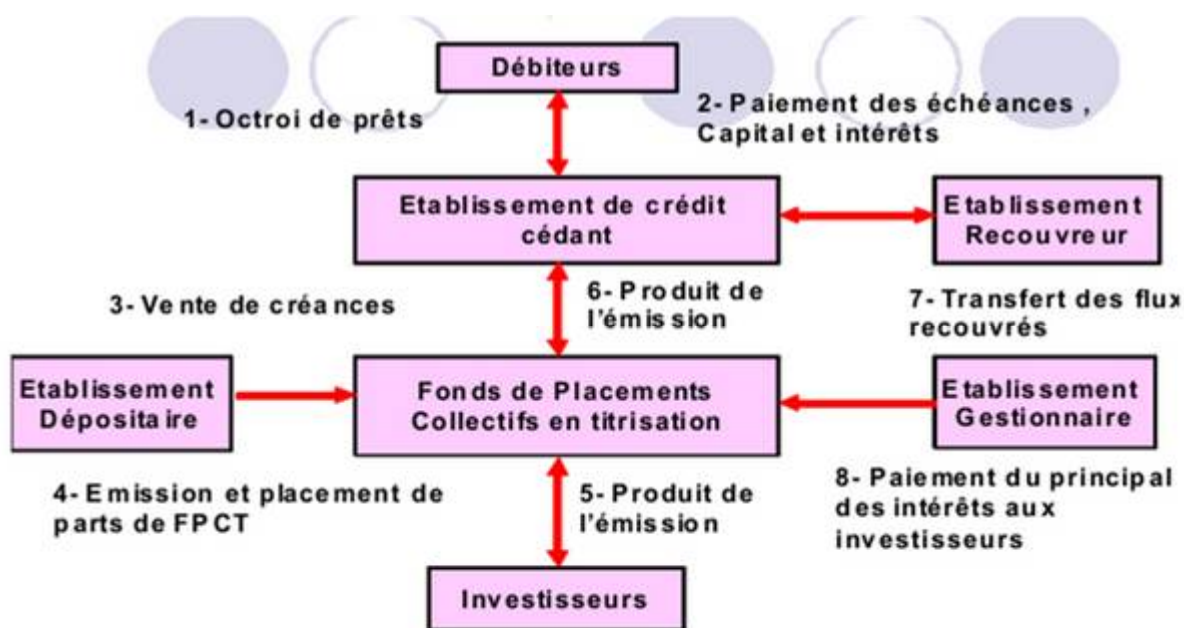 Débiteurs
1- Octroi de prêts
2- Paiement des échéances ,
Capital et intérêts
Etablissement de crédit
cédant
Etablissement
Recouvreur
3- Vente de créances
6- Produit de
l'émission
7- Transfert des flux
recouvrés
Etablissement
Dépositaire
Fonds de Placements
Collectifs en titrisation
Etablissement
Gestionnaire
4- Emission et placement de
parts de FPCT
5- Produit de
l'émission
8- Paiement du principal
des intérêts aux
investisseurs
Investisseurs